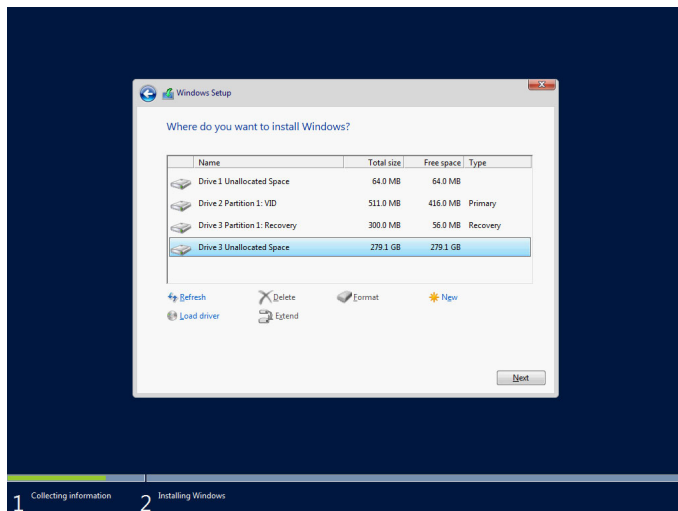 Windows Setup
Where do you want to install Windows?
Name Total size Free space Type
Drive 1 Unallocated Space 64.0 MB 64.0 MB
Drive 2 Partition 1: VID 511.0 MB 416.0 MB Primary
Drive 3 Partition 1: Recovery 300.0 MB 56.0 MB Recovery
Drive 3 Unallocated Space 279.1 GB 279.1 GB
Refresh Delete Format New
Load driver Extend
Next
1 Collecting information 2 Installing Windows